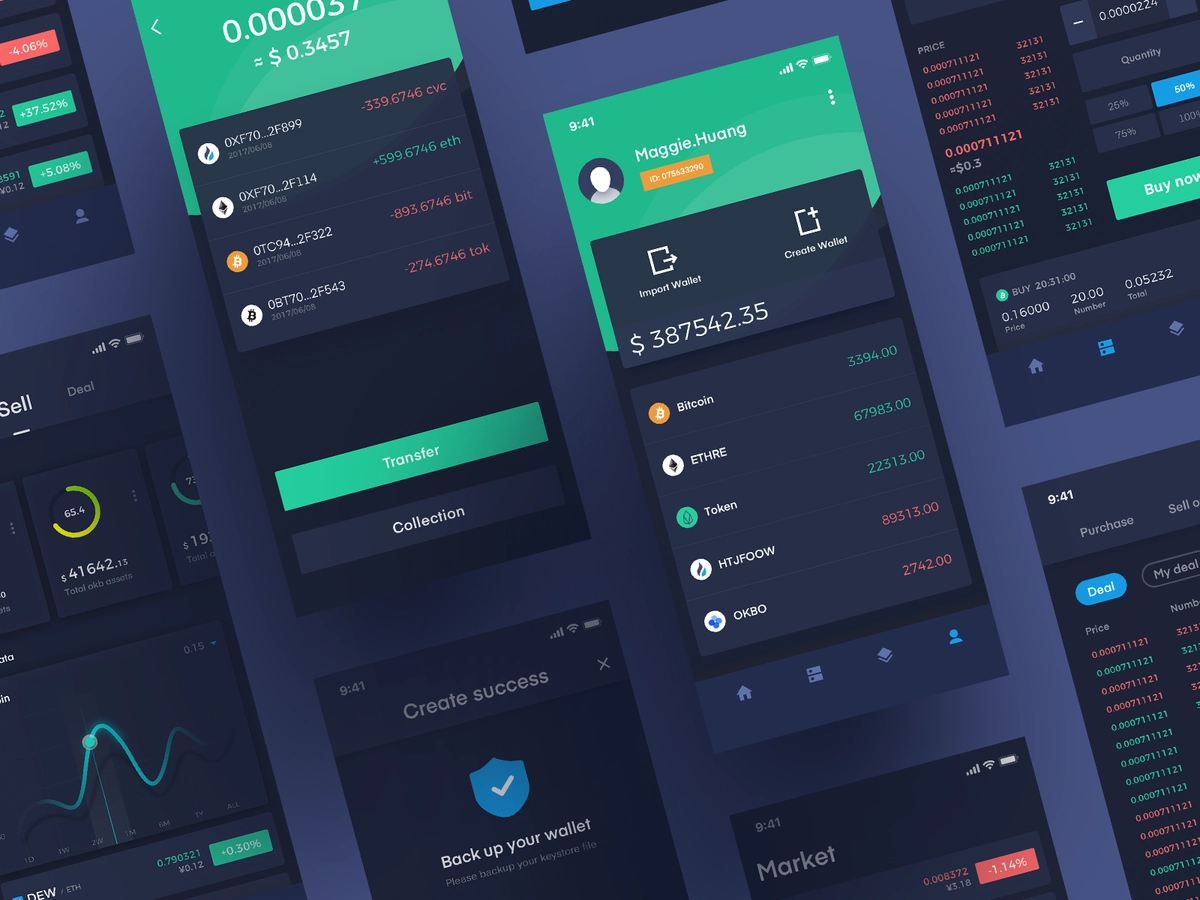 -4.06%
+37.52%
+5.08%
¥0.12
0.000037
≈ $ 0.3457
0XF70...2F899
2017/06/08
-339.6746 cvc
0XF70...2F114
2017/06/08
+599.6746 eth
0TC94...2F322
2017/06/08
-893.6746 bit
0BT70...2F543
2017/06/08
-274.6746 tok
Transfer
Collection
Sell
Deal
65.4
$ 41642.13
Total okb assets
0.15
1D
1W
2W
1M
6M
1Y
ALL
0.790321
¥0.12
+0.30%
DEW / ETH
9:41
Create success
Back up your wallet
Please backup your keystore file
9:41
Maggie.Huang
ID: 075633290
Import Wallet
Create Wallet
$ 387542.35
Bitcoin
3394.00
ETHRE
67983.00
Token
22313.00
HTJFOOW
89313.00
OKBO
2742.00
9:41
Market
0.008372
¥3.18
-1.14%
PRICE
0.000711121 32131
0.000711121 32131
0.000711121 32131
0.000711121 32131
0.000711121 32131
0.000711121
≈$0.3
0.000711121 32131
0.000711121 32131
0.000711121 32131
0.000711121 32131
0.000711121 32131
0.0000224
Quantity
25%
50%
75%
100%
Buy now
BUY 20:31:00
0.16000
Price
20.00
Number
0.05232
Total
9:41
Purchase
Sell
Deal
My deal
Price
0.000711121
0.000711121
0.000711121
0.000711121
0.000711121
0.000711121
0.000711121
0.000711121
0.000711121
0.000711121
0.000711121
0.000711121
0.000711121
0.000711121